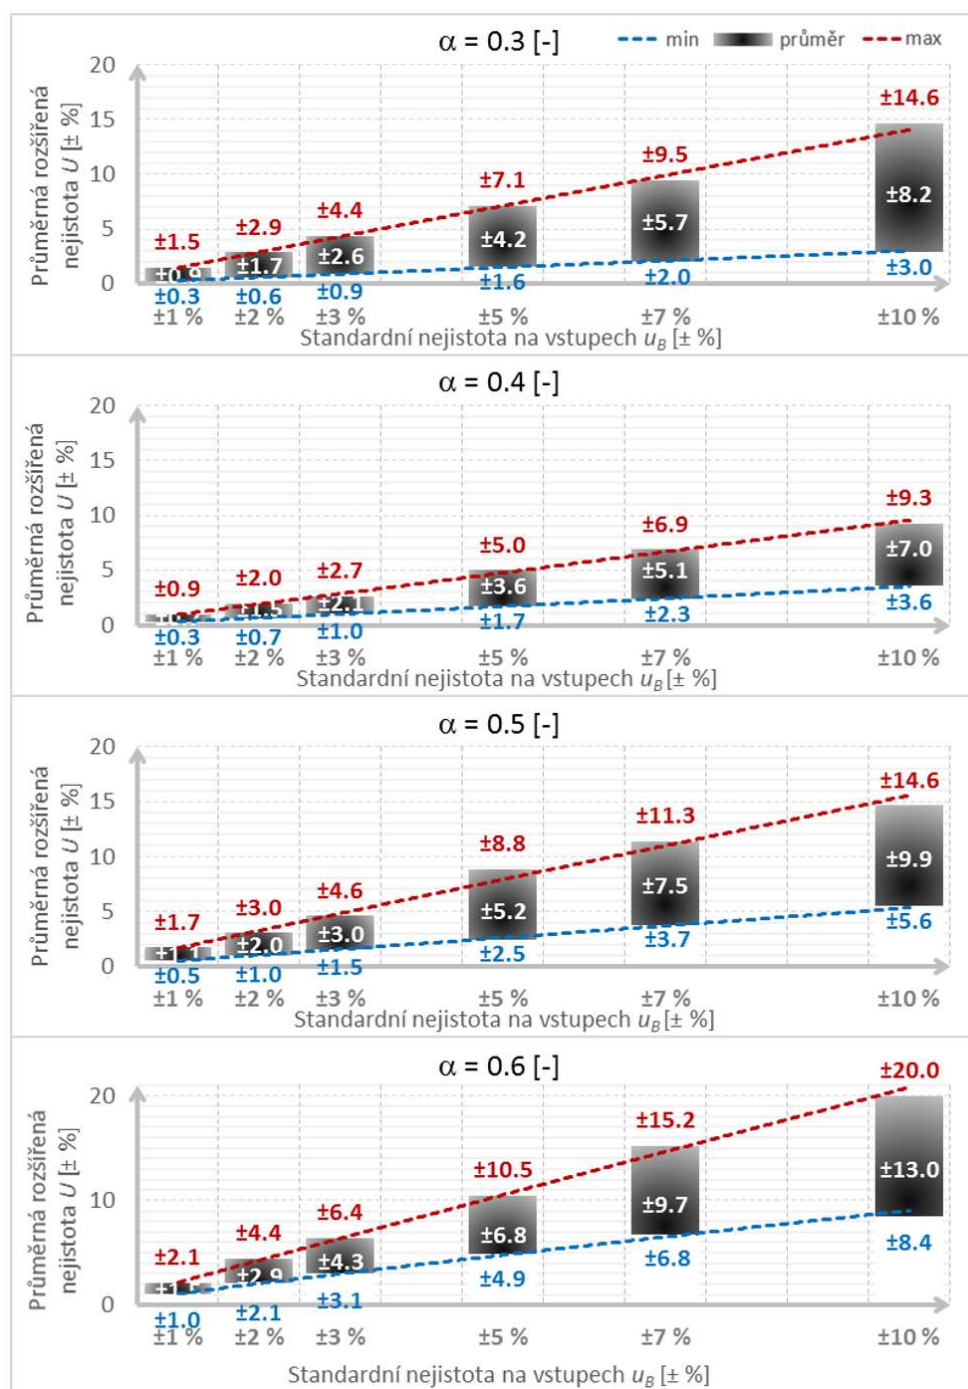 α = 0.3 [-]
min průměr max
Průměrná rozšířená
nejistota U [± %]
20
15
10
5
0
±1.5 ±2.9 ±4.4 ±7.1 ±9.5 ±14.6
±0.9 ±1.7 ±2.6 ±4.2 ±5.7 ±8.2
±0.3 ±0.6 ±0.9 ±1.6 ±2.0 ±3.0
±1 % ±2 % ±3 % ±5 % ±7 % ±10 %
Standardní nejistota na vstupech uB [± %]
α = 0.4 [-]
Průměrná rozšířená
nejistota U [± %]
20
15
10
5
0
±0.9 ±2.0 ±2.7 ±5.0 ±6.9 ±9.3
±1.5 ±2.1 ±3.6 ±5.1 ±7.0
±0.3 ±0.7 ±1.0 ±1.7 ±2.3 ±3.6
±1 % ±2 % ±3 % ±5 % ±7 % ±10 %
Standardní nejistota na vstupech uB [± %]
α = 0.5 [-]
Průměrná rozšířená
nejistota U [± %]
20
15
10
5
0
±1.7 ±3.0 ±4.6 ±8.8 ±11.3 ±14.6
±1.1 ±2.0 ±3.0 ±5.2 ±7.5 ±9.9
±0.5 ±1.0 ±1.5 ±2.5 ±3.7 ±5.6
±1 % ±2 % ±3 % ±5 % ±7 % ±10 %
Standardní nejistota na vstupech uB [± %]
α = 0.6 [-]
Průměrná rozšířená
nejistota U [± %]
20
10
0
±2.1 ±4.4 ±6.4 ±10.5 ±15.2 ±20.0
±2.9 ±4.3 ±6.8 ±9.7 ±13.0
±1.0 ±2.1 ±3.1 ±4.9 ±6.8 ±8.4
±1 % ±2 % ±3 % ±5 % ±7 % ±10 %
Standardní nejistota na vstupech uB [± %]